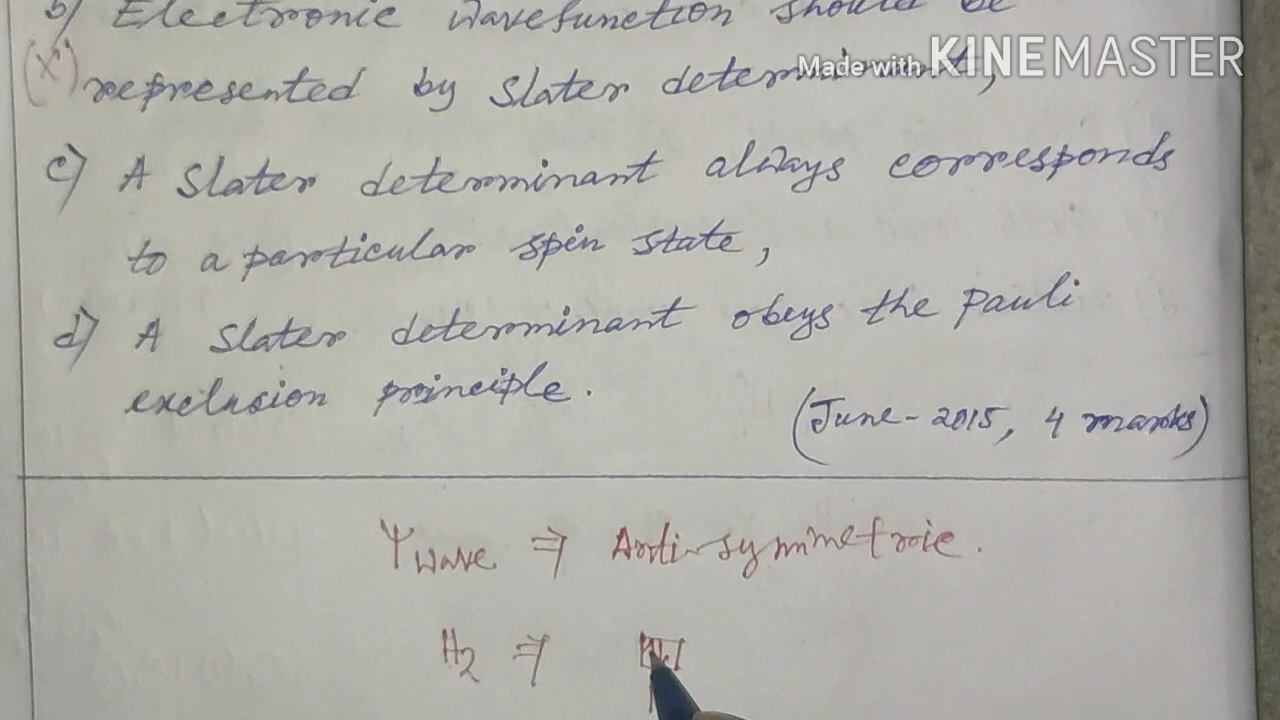 b) Electronic wavefunction should be
(x) represented by Slater determinant,
Made with KINEMASTER
c) A Slater determinant always corresponds
to a particular spin state,
d) A Slater determinant obeys the Pauli
exclusion principle.
(June-2015, 4 marks)
Ψwave ⇒ Anti-symmetric.
H2 ⇒